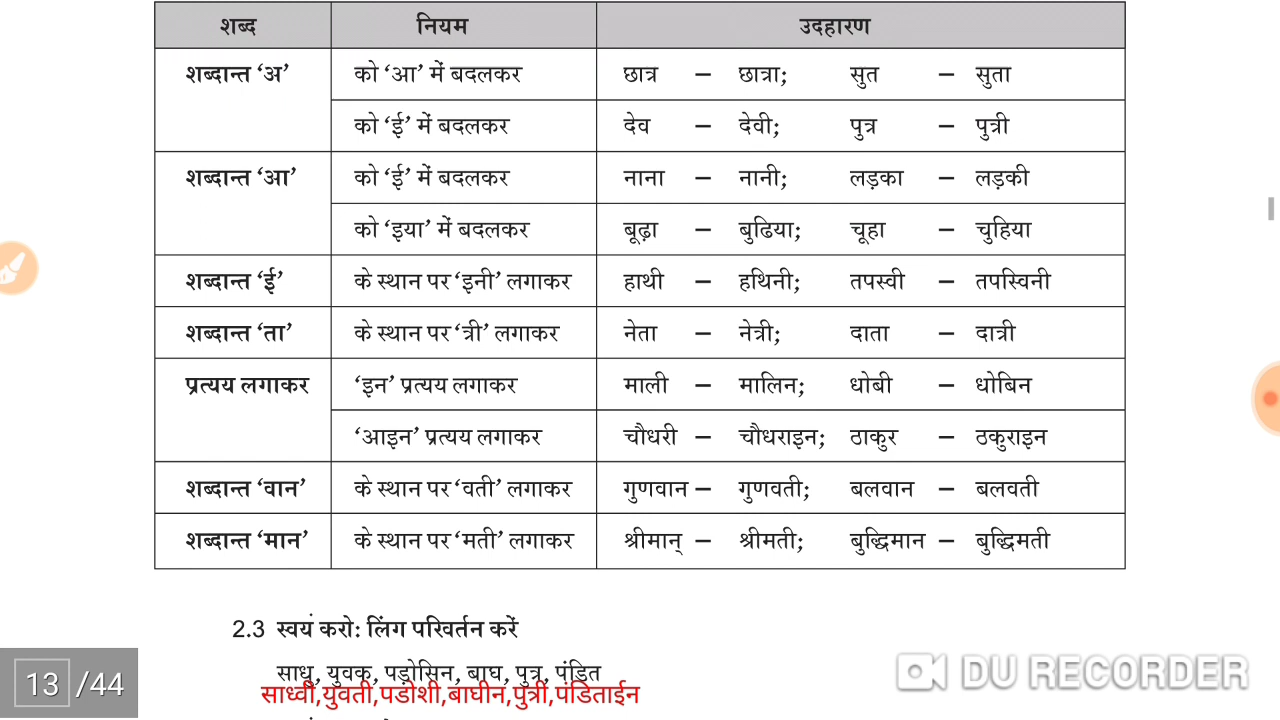 शब्द नियम उदहारण
शब्दान्त ‘अ’ को ‘आ’ में बदलकर छात्र – छात्रा; सुत – सुता
को ‘ई’ में बदलकर देव – देवी; पुत्र – पुत्री
शब्दान्त ‘आ’ को ‘ई’ में बदलकर नाना – नानी; लड़का – लड़की
को ‘इया’ में बदलकर बूढ़ा – बुढिया; चूहा – चुहिया
शब्दान्त ‘ई’ के स्थान पर ‘इनी’ लगाकर हाथी – हथिनी; तपस्वी – तपस्विनी
शब्दान्त ‘ता’ के स्थान पर ‘त्री’ लगाकर नेता – नेत्री; दाता – दात्री
प्रत्यय लगाकर ‘इन’ प्रत्यय लगाकर माली – मालिन; धोबी – धोबिन
‘आइन’ प्रत्यय लगाकर चौधरी – चौधराइन; ठाकुर – ठकुराइन
शब्दान्त ‘वान’ के स्थान पर ‘वती’ लगाकर गुणवान – गुणवती; बलवान – बलवती
शब्दान्त ‘मान’ के स्थान पर ‘मती’ लगाकर श्रीमान् – श्रीमती; बुद्धिमान – बुद्धिमती
2.3 स्वयं करो: लिंग परिवर्तन करें
साधु, युवक, पड़ोसिन, बाघ, पुत्र, पंडित
साध्वी,युवती,पडोशी,बाघीन,पुत्री,पंडिताईन
13 /44
DU RECORDER